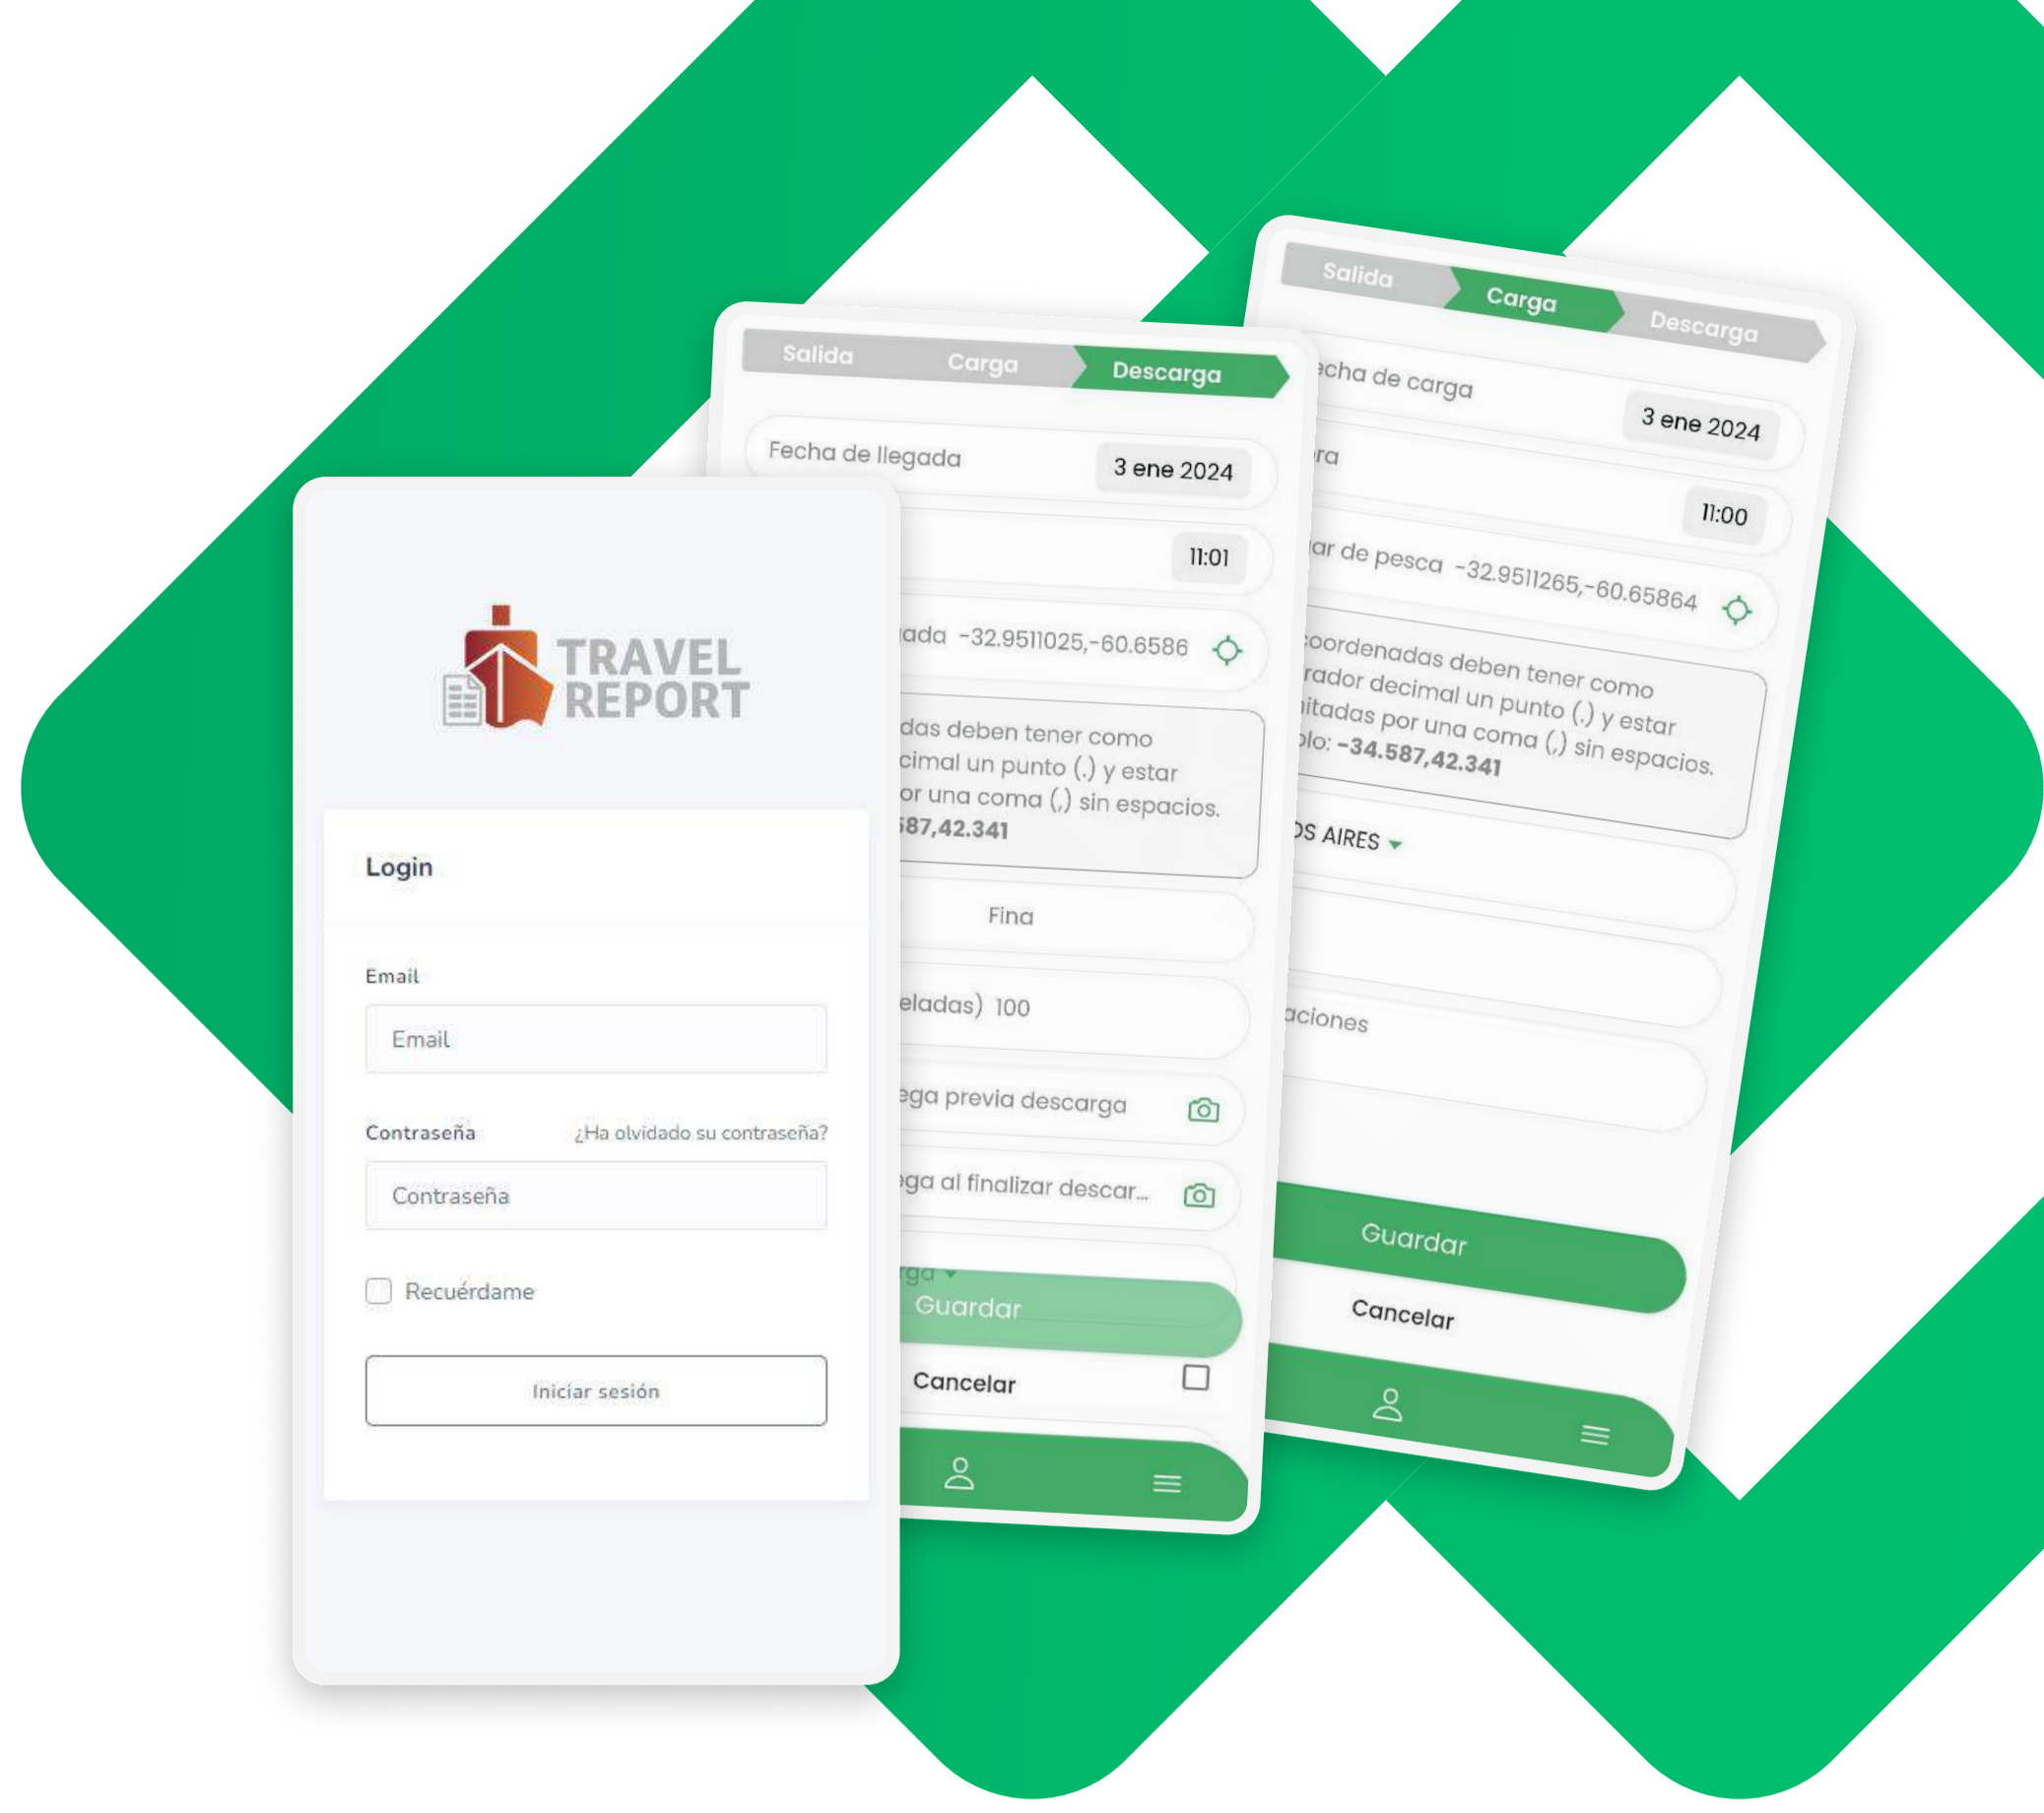 TRAVEL
REPORT
Login
Email
Email
Contraseña ¿Ha olvidado su contraseña?
Contraseña
Recuérdame
Iniciar sesión
Salida Carga Descarga
Fecha de llegada 3 ene 2024
11:01
ada -32.9511025,-60.6586
das deben tener como
cimal un punto (.) y estar
or una coma (,) sin espacios.
587,42.341
Fina
eladas) 100
ega previa descarga
ega al finalizar descar...
rga
Guardar
Cancelar
Salida Carga Descarga
echa de carga 3 ene 2024
ra 11:00
ar de pesca -32.9511265,-60.65864
coordenadas deben tener como
rador decimal un punto (.) y estar
itadas por una coma (,) sin espacios.
plo: -34.587,42.341
OS AIRES
aciones
Guardar
Cancelar